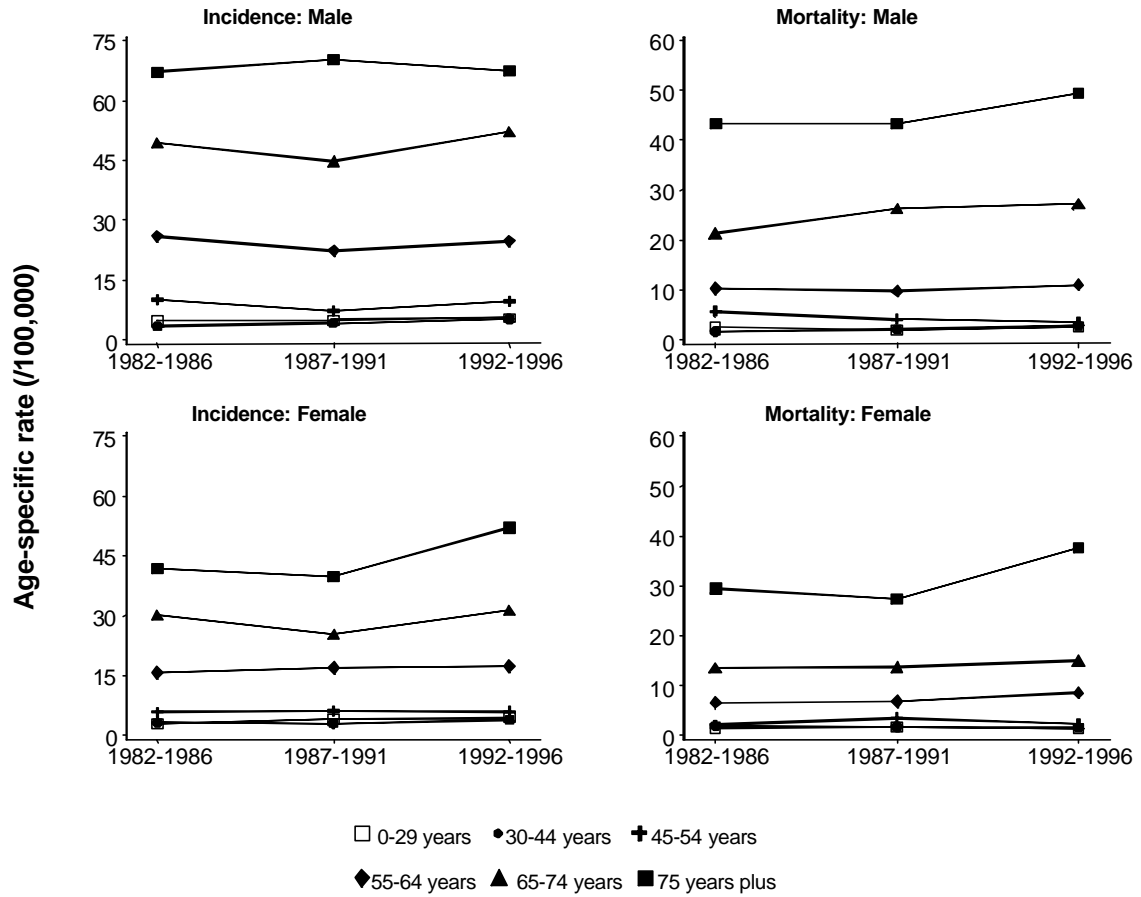 Incidence: Male
75
60
45
30
15
0
1982-1986 1987-1991 1992-1996
Mortality: Male
60
50
40
30
20
10
0
1982-1986 1987-1991 1992-1996
Age-specific rate (/100,000)
Incidence: Female
75
60
45
30
15
0
1982-1986 1987-1991 1992-1996
Mortality: Female
60
50
40
30
20
10
0
1982-1986 1987-1991 1992-1996
0-29 years 30-44 years 45-54 years
55-64 years 65-74 years 75 years plus